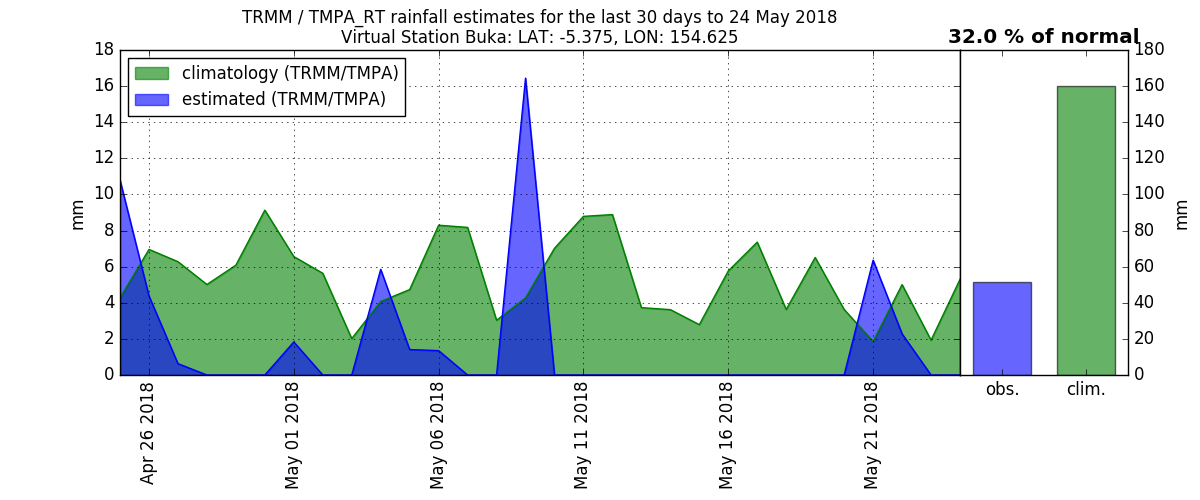 TRMM / TMPA_RT rainfall estimates for the last 30 days to 24 May 2018
Virtual Station Buka: LAT: -5.375, LON: 154.625
32.0 % of normal
climatology (TRMM/TMPA)
estimated (TRMM/TMPA)
mm
18
16
14
12
10
8
6
4
2
0
Apr 26 2018
May 01 2018
May 06 2018
May 11 2018
May 16 2018
May 21 2018
180
160
140
120
100
80
60
40
20
0
mm
obs.
clim.